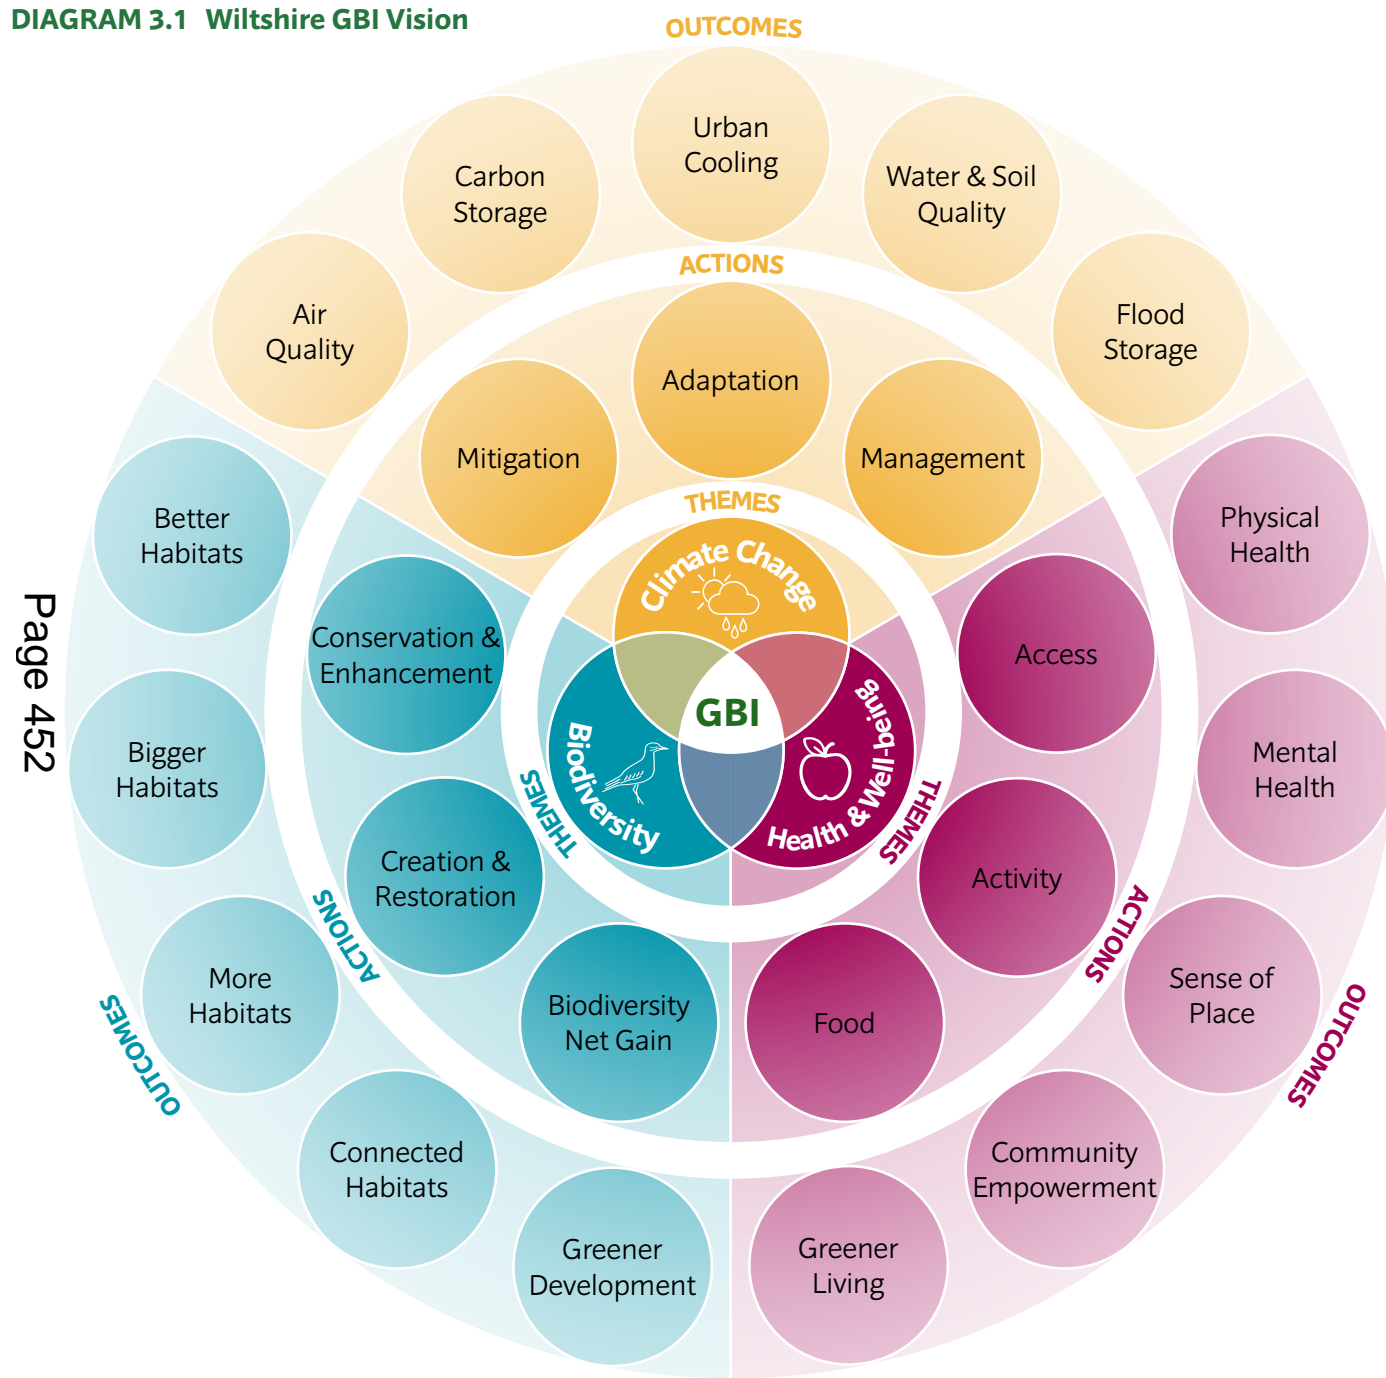 DIAGRAM 3.1 Wiltshire GBI Vision
OUTCOMES
Urban
Cooling
Carbon
Storage
Water & Soil
Quality
Air
Quality
Flood
Storage
ACTIONS
Adaptation
Mitigation
Management
THEMES
Climate Change
GBI
Biodiversity
Health & Well-being
THEMES
THEMES
Better
Habitats
Bigger
Habitats
More
Habitats
Connected
Habitats
Greener
Development
OUTCOMES
Conservation &
Enhancement
Creation &
Restoration
Biodiversity
Net Gain
ACTIONS
Access
Activity
Food
ACTIONS
Physical
Health
Mental
Health
Sense of
Place
Community
Empowerment
Greener
Living
OUTCOMES
Page 452